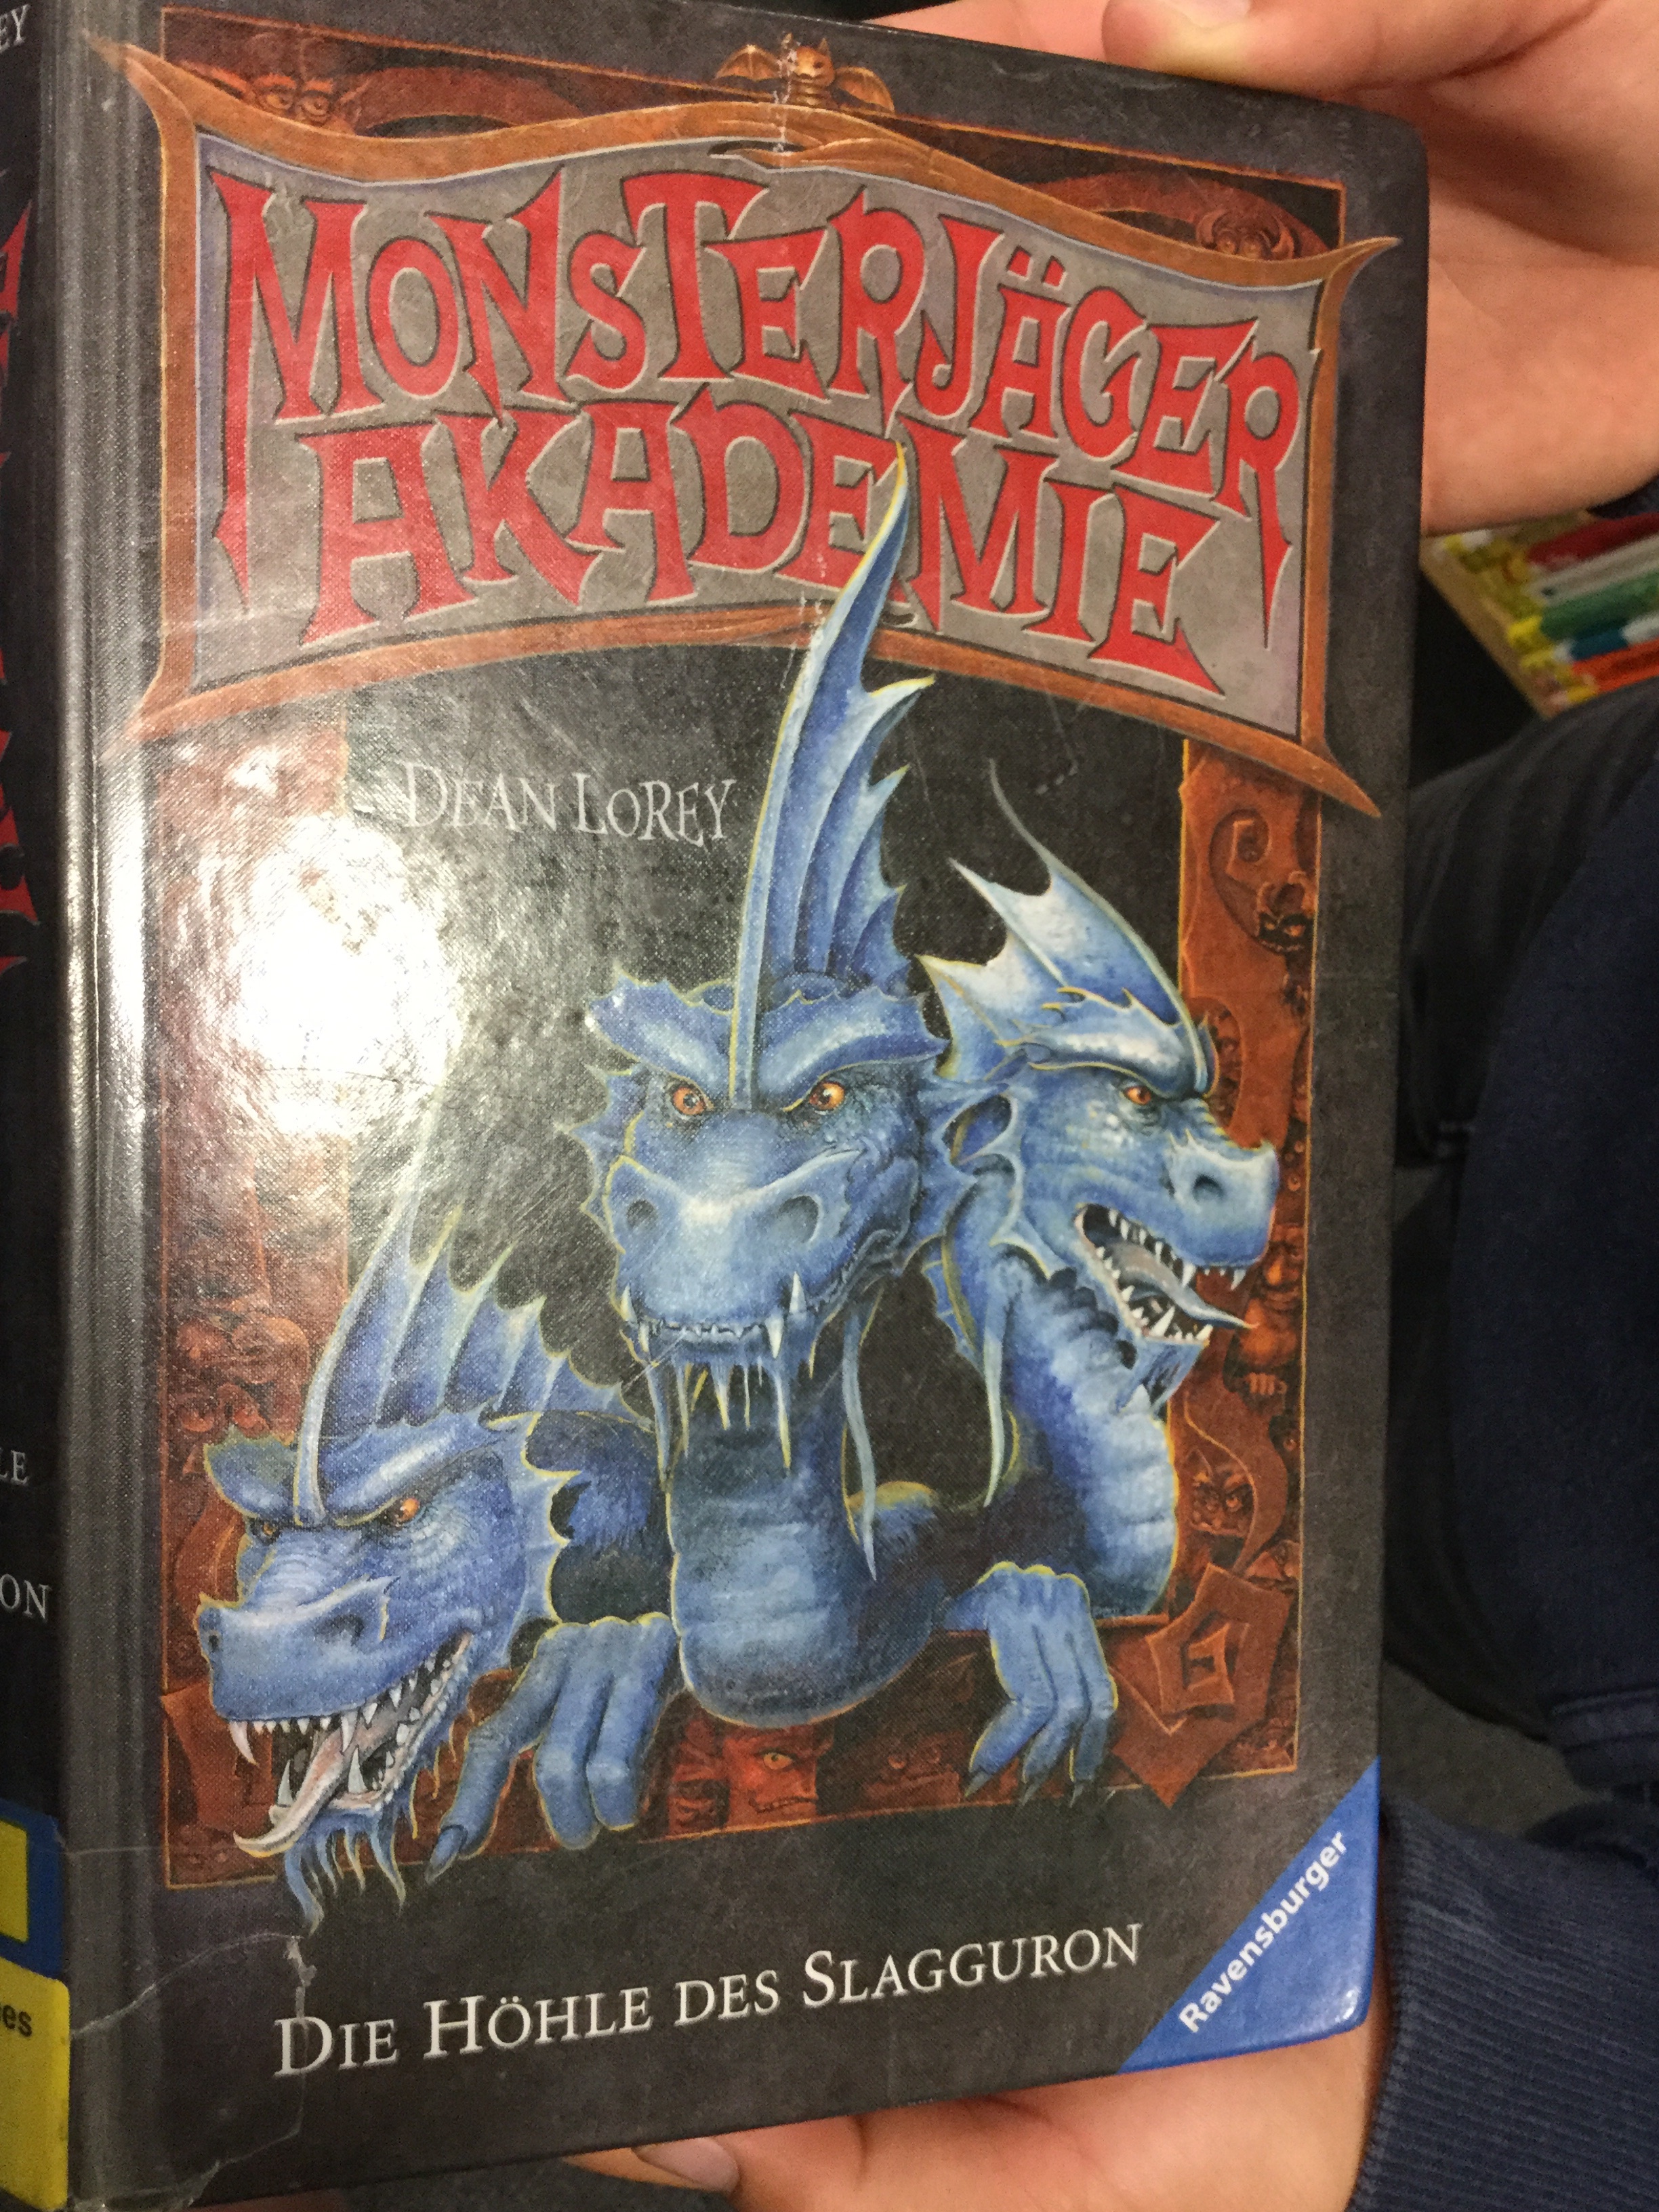 MONSTERJÄGER
AKADEMIE
DEAN LOREY
DIE HÖHLE DES SLAGGURON
Ravensburger